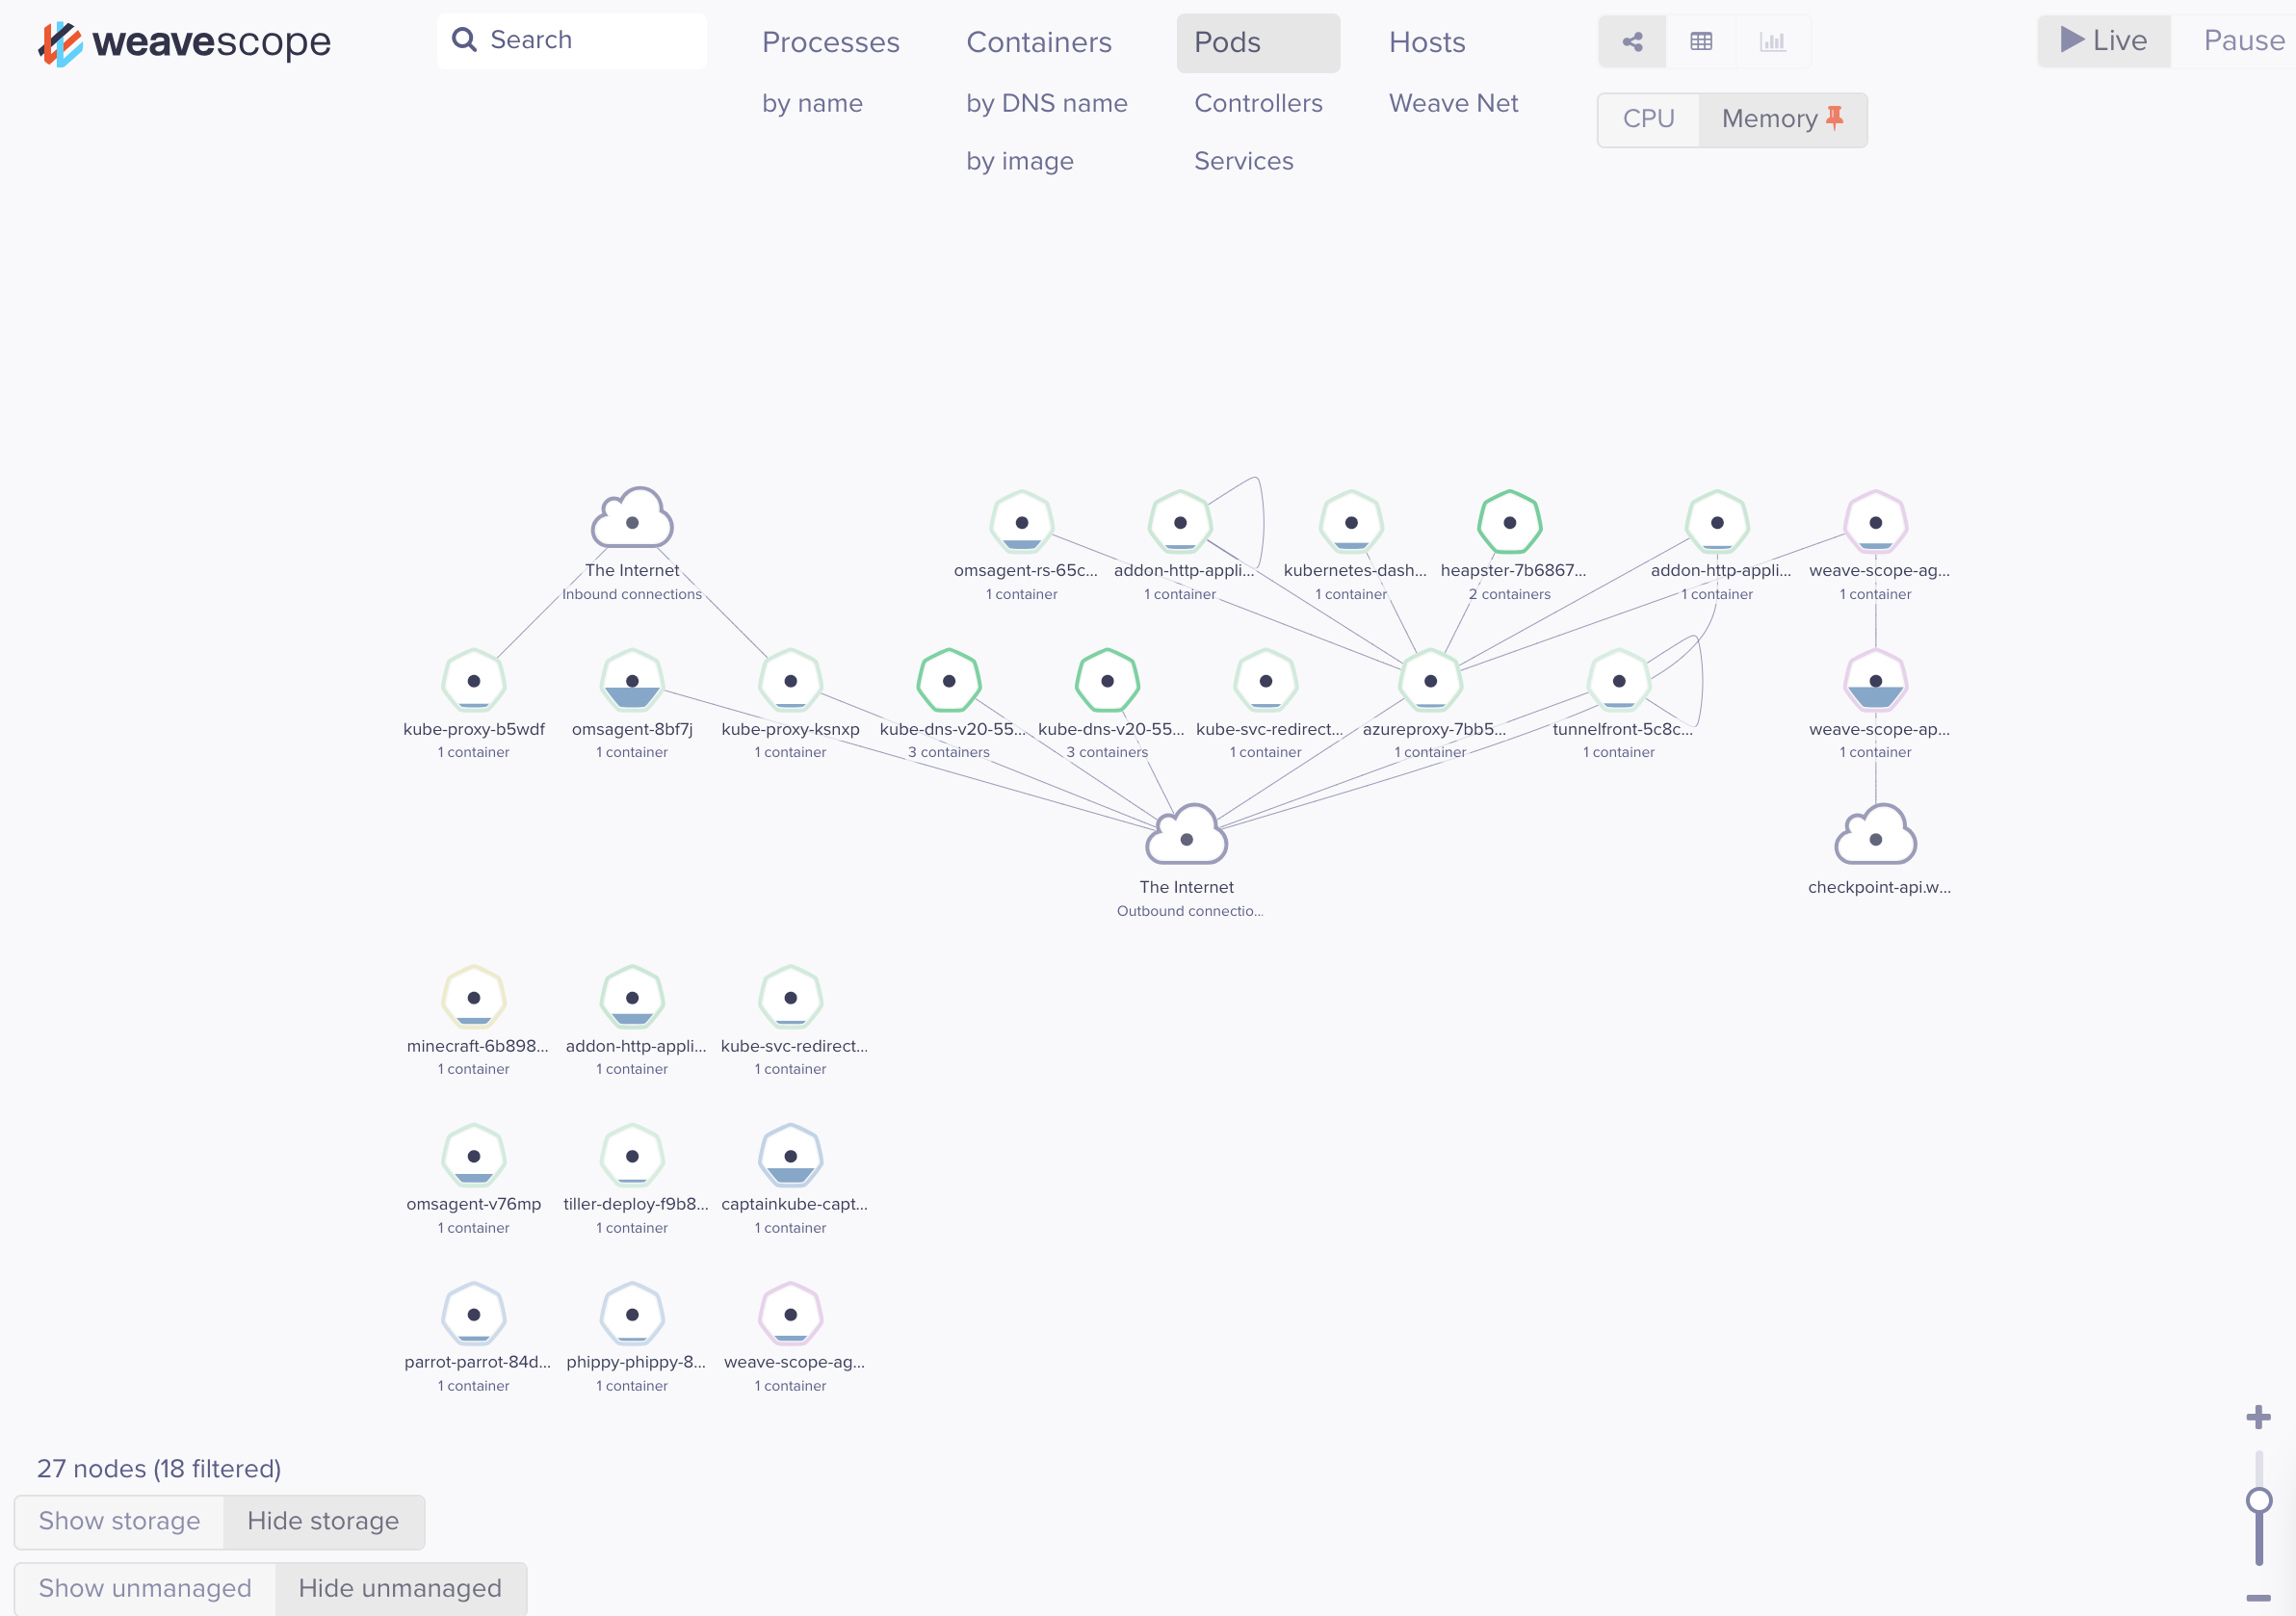 weavescope
Search
Processes
Containers
Pods
Hosts
Live
Pause
by name
by DNS name
Controllers
Weave Net
CPU
Memory
by image
Services
The Internet
Inbound connections
omsagent-rs-65c...
1 container
addon-http-appli...
1 container
kubernetes-dash...
1 container
heapster-7b6867...
2 containers
addon-http-appli...
1 container
weave-scope-ag...
1 container
kube-proxy-b5wdf
1 container
omsagent-8bf7j
1 container
kube-proxy-ksnxp
1 container
kube-dns-v20-55...
3 containers
kube-dns-v20-55...
3 containers
kube-svc-redirect...
1 container
azureproxy-7bb5...
1 container
tunnelfront-5c8c...
1 container
weave-scope-ap...
1 container
The Internet
Outbound connectio...
checkpoint-api.w...
minecraft-6b898...
1 container
addon-http-appli...
1 container
kube-svc-redirect...
1 container
omsagent-v76mp
1 container
tiller-deploy-f9b8...
1 container
captainkube-capt...
1 container
parrot-parrot-84d...
1 container
phippy-phippy-8...
1 container
weave-scope-ag...
1 container
27 nodes (18 filtered)
Show storage
Hide storage
Show unmanaged
Hide unmanaged